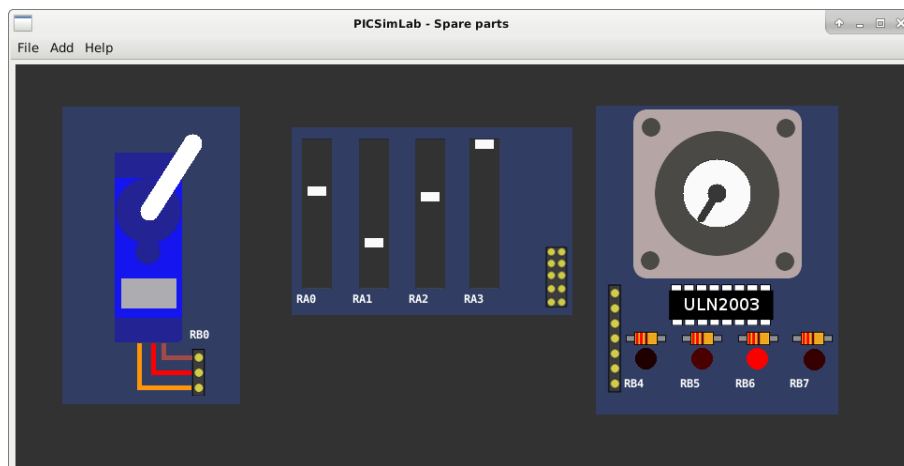 PICSimLab - Spare parts
File Add Help
RB0
RA0 RA1 RA2 RA3
ULN2003
RB4 RB5 RB6 RB7